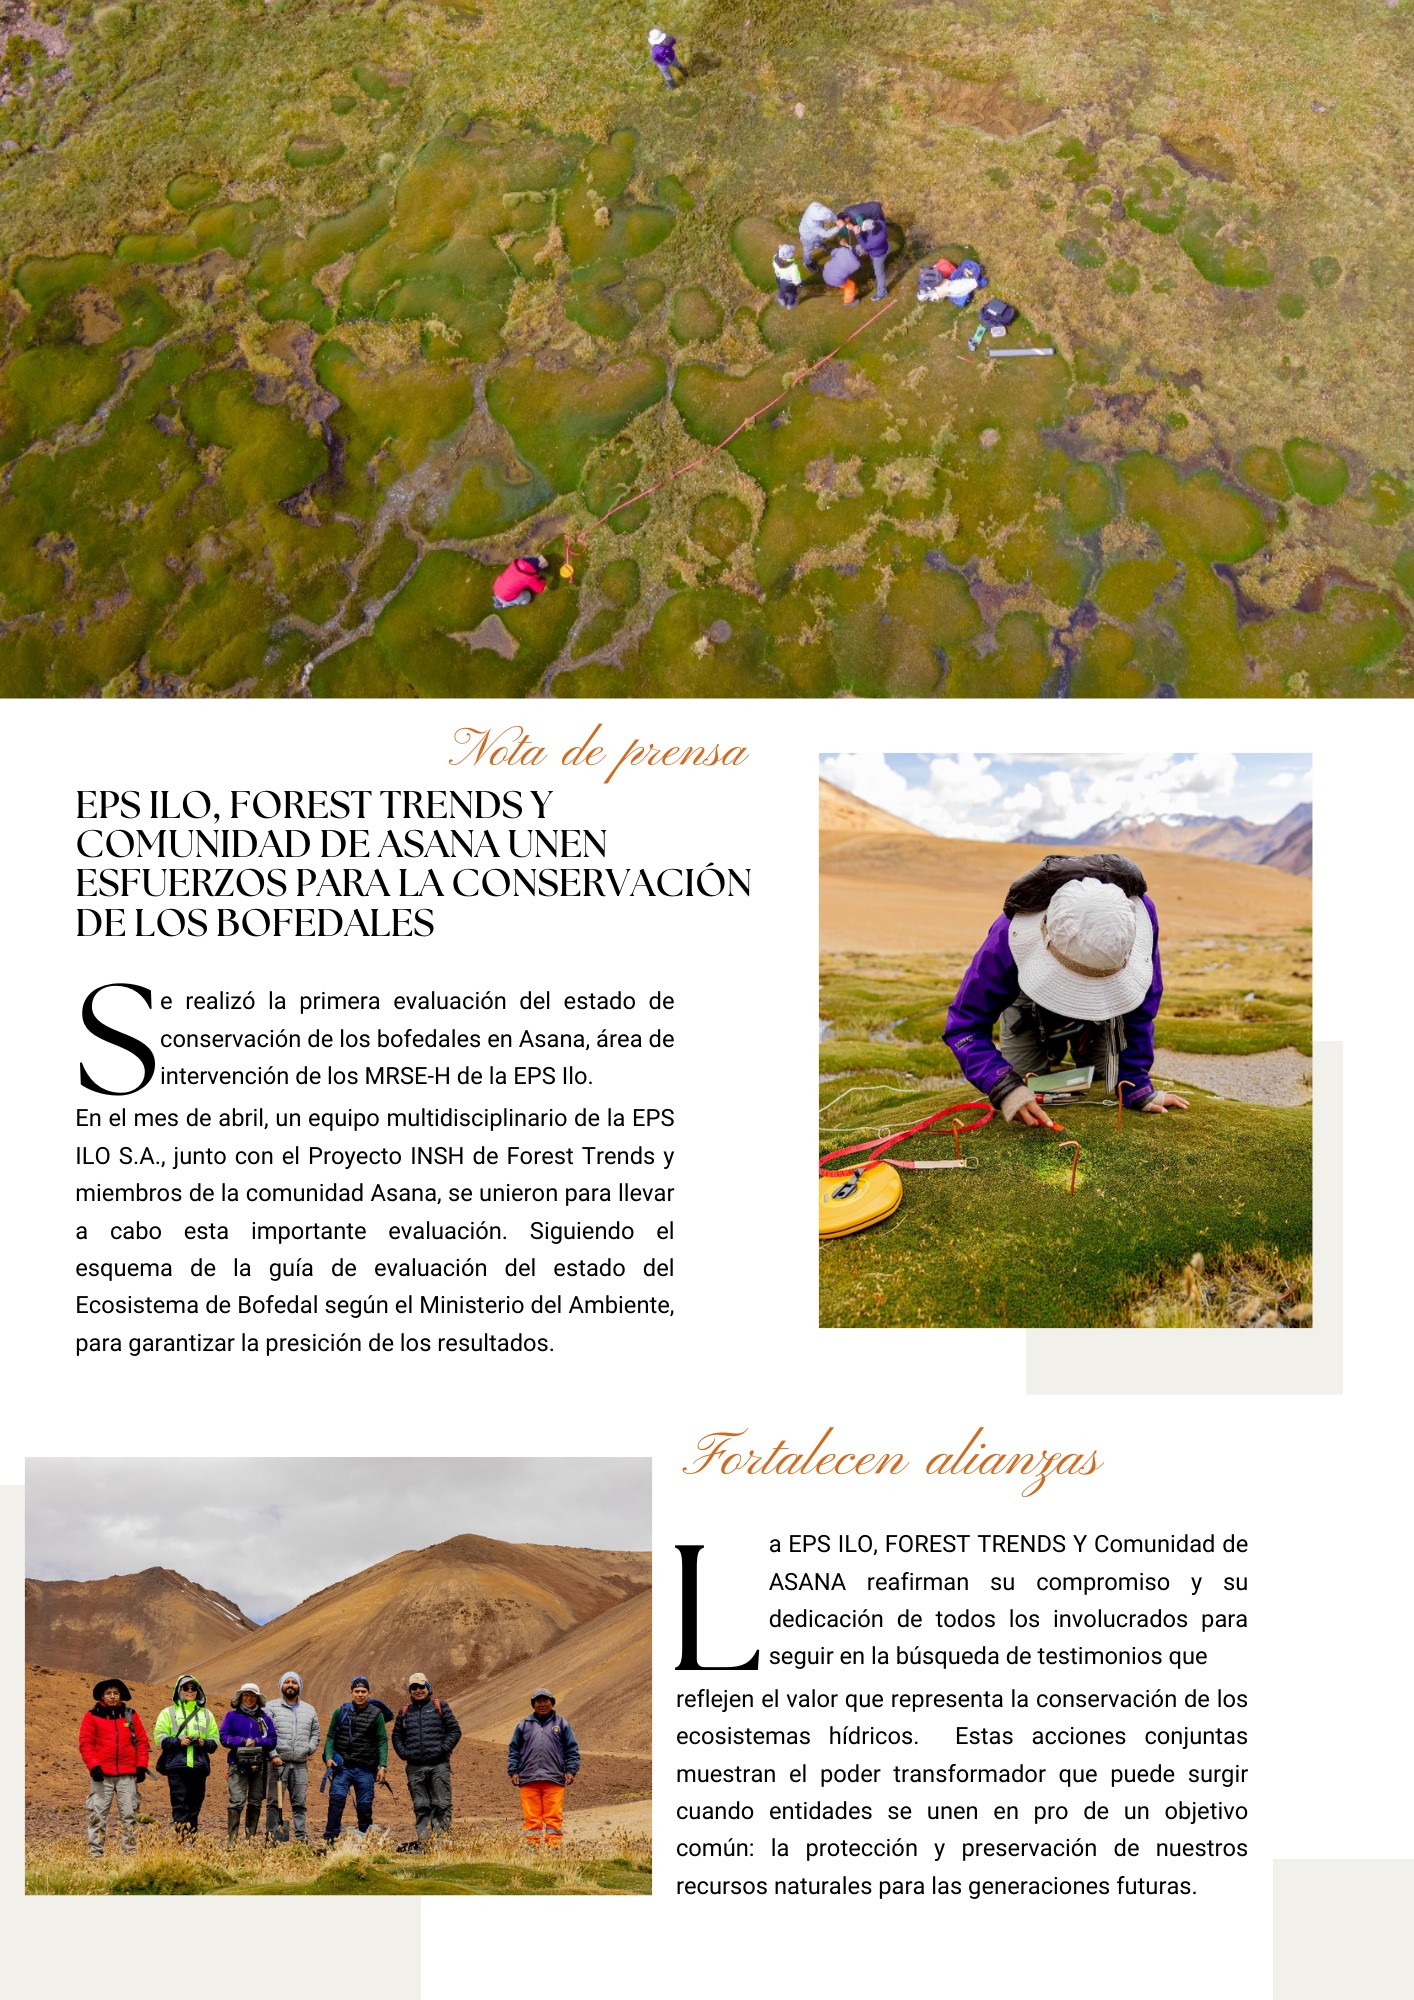 Nota de prensa
EPS ILO, FOREST TRENDS Y
COMUNIDAD DE ASANA UNEN
ESFUERZOS PARA LA CONSERVACIÓN
DE LOS BOFEDALES
Se realizó la primera evaluación del estado de
conservación de los bofedales en Asana, área de
intervención de los MRSE-H de la EPS Ilo.
En el mes de abril, un equipo multidisciplinario de la EPS
ILO S.A., junto con el Proyecto INSH de Forest Trends y
miembros de la comunidad Asana, se unieron para llevar
a cabo esta importante evaluación. Siguiendo el
esquema de la guía de evaluación del estado del
Ecosistema de Bofedal según el Ministerio del Ambiente,
para garantizar la presición de los resultados.
Fortalecen alianzas
La EPS ILO, FOREST TRENDS Y Comunidad de
ASANA reafirman su compromiso y su
dedicación de todos los involucrados para
seguir en la búsqueda de testimonios que
reflejen el valor que representa la conservación de los
ecosistemas hídricos. Estas acciones conjuntas
muestran el poder transformador que puede surgir
cuando entidades se unen en pro de un objetivo
común: la protección y preservación de nuestros
recursos naturales para las generaciones futuras.